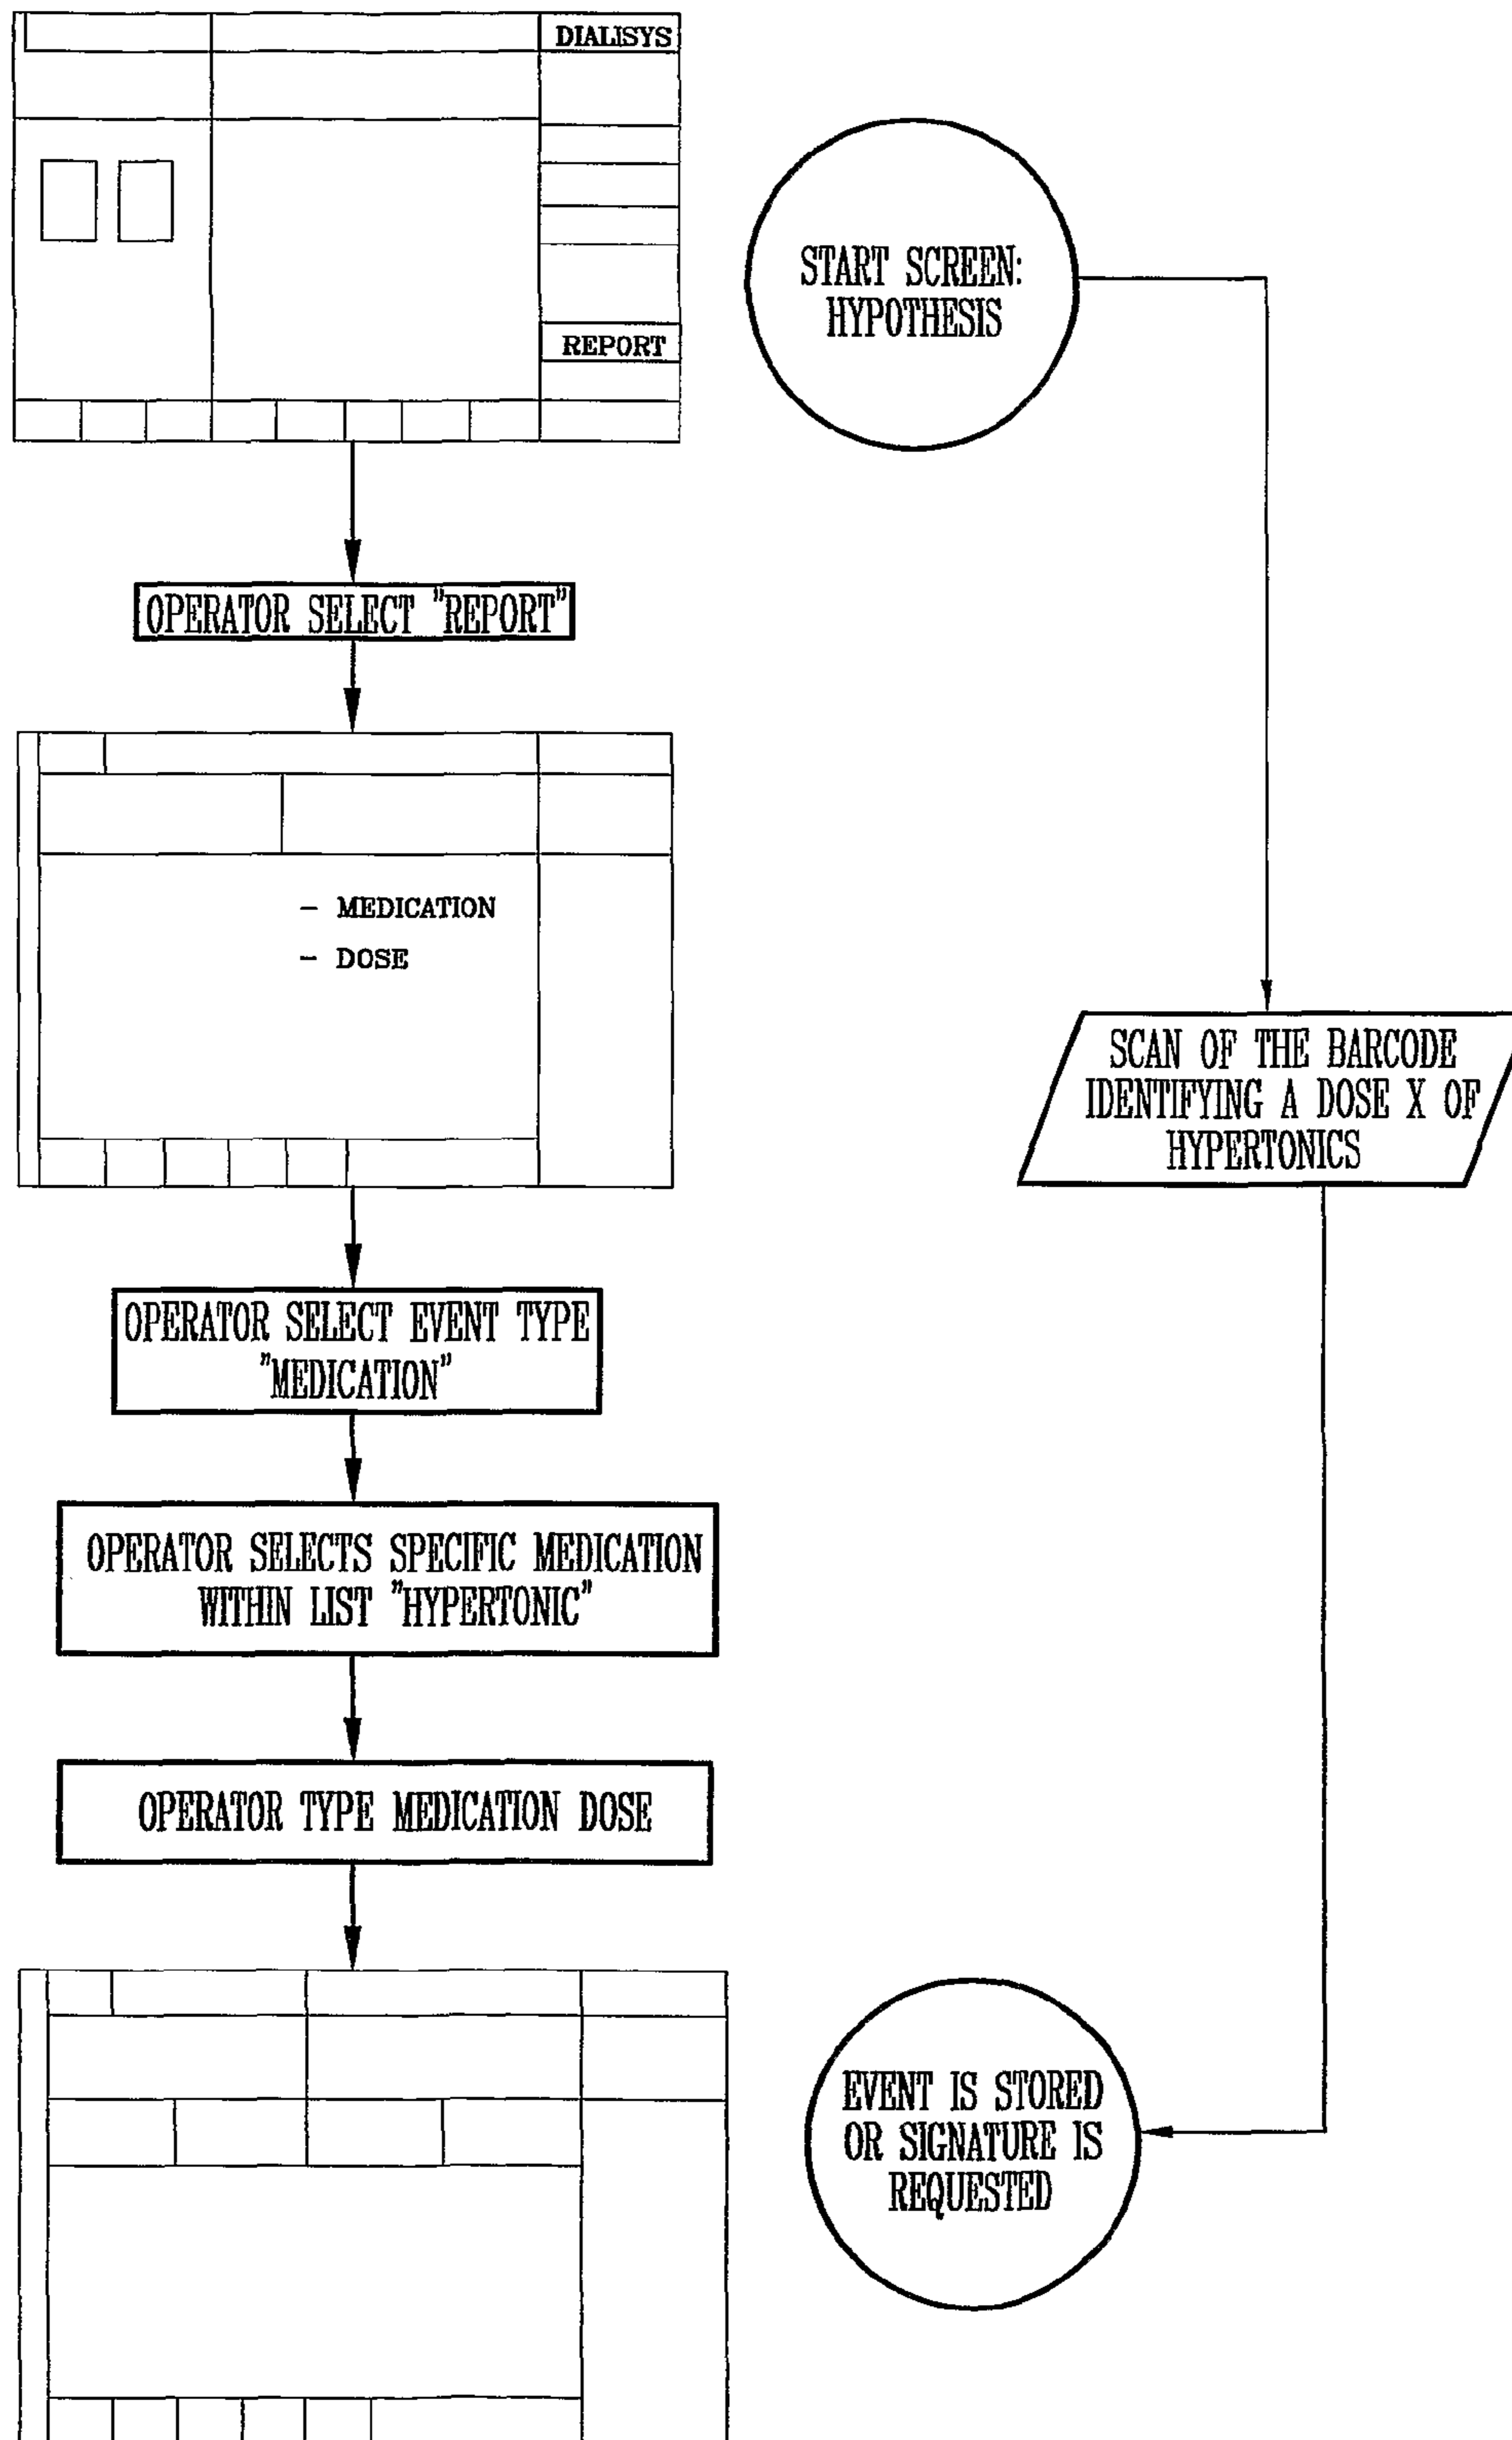 DIALISYS
REPORT
START SCREEN:
HYPOTHESIS
OPERATOR SELECT "REPORT"
- MEDICATION
- DOSE
SCAN OF THE BARCODE
IDENTIFYING A DOSE X OF
HYPERTONICS
OPERATOR SELECT EVENT TYPE
"MEDICATION"
OPERATOR SELECTS SPECIFIC MEDICATION
WITHIN LIST "HYPERTONIC"
OPERATOR TYPE MEDICATION DOSE
EVENT IS STORED
OR SIGNATURE IS
REQUESTED